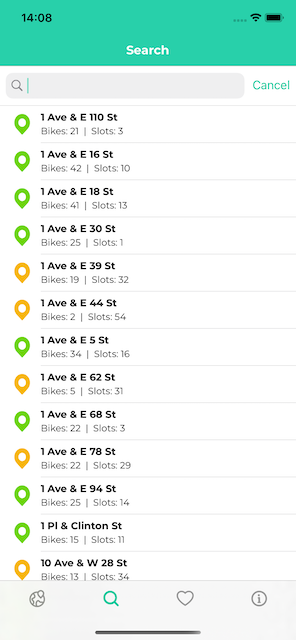 14:08
Search
Cancel
1 Ave & E 110 St
Bikes: 21 | Slots: 3
1 Ave & E 16 St
Bikes: 42 | Slots: 10
1 Ave & E 18 St
Bikes: 41 | Slots: 13
1 Ave & E 30 St
Bikes: 25 | Slots: 1
1 Ave & E 39 St
Bikes: 19 | Slots: 32
1 Ave & E 44 St
Bikes: 2 | Slots: 54
1 Ave & E 5 St
Bikes: 34 | Slots: 16
1 Ave & E 62 St
Bikes: 5 | Slots: 31
1 Ave & E 68 St
Bikes: 22 | Slots: 3
1 Ave & E 78 St
Bikes: 22 | Slots: 29
1 Ave & E 94 St
Bikes: 25 | Slots: 14
1 Pl & Clinton St
Bikes: 15 | Slots: 11
10 Ave & W 28 St
Bikes: 13 | Slots: 34